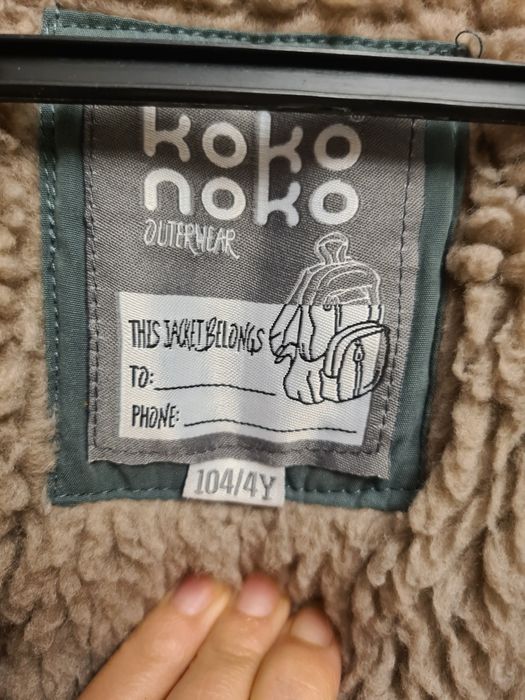 koko
®
noko
OUTERWEAR
THIS JACKET BELONGS
TO:
PHONE:
104/4Y